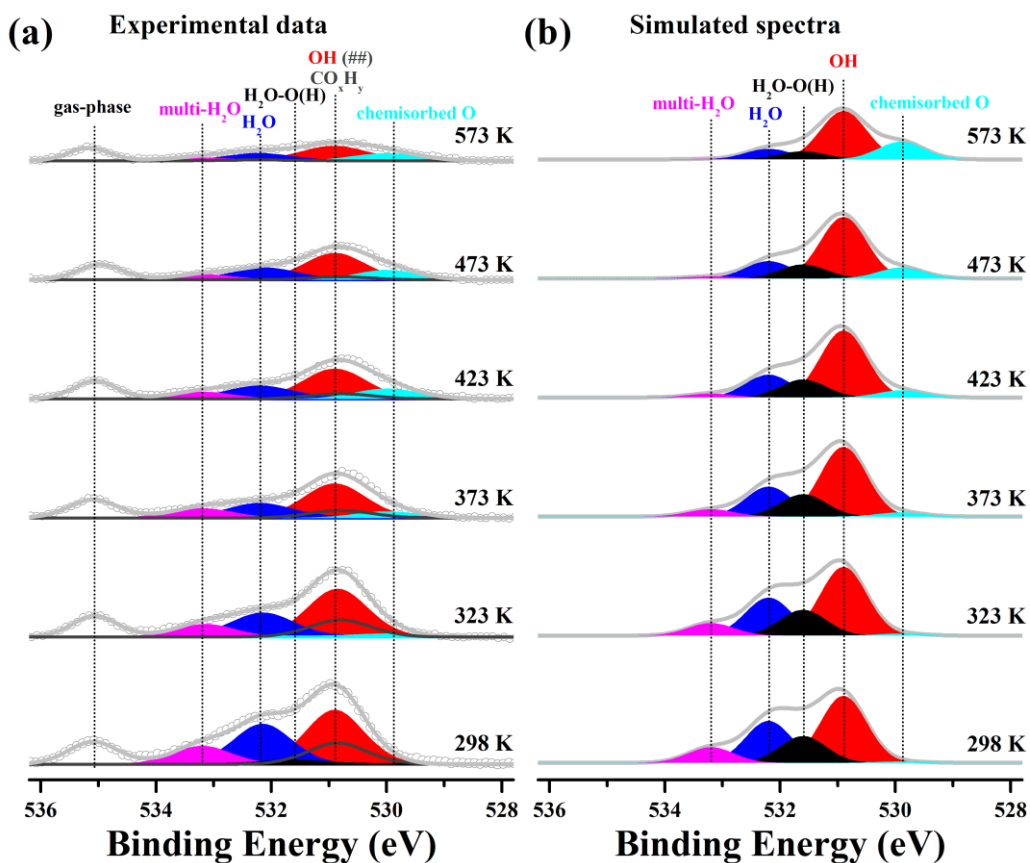 (a) Experimental data
OH (##)
COxHy
H2O-O(H)
gas-phase
multi-H2O
H2O
chemisorbed O
573 K
473 K
423 K
373 K
323 K
298 K
536 534 532 530 528
Binding Energy (eV)
(b) Simulated spectra
OH
H2O-O(H)
multi-H2O
H2O
chemisorbed O
573 K
473 K
423 K
373 K
323 K
298 K
536 534 532 530 528
Binding Energy (eV)